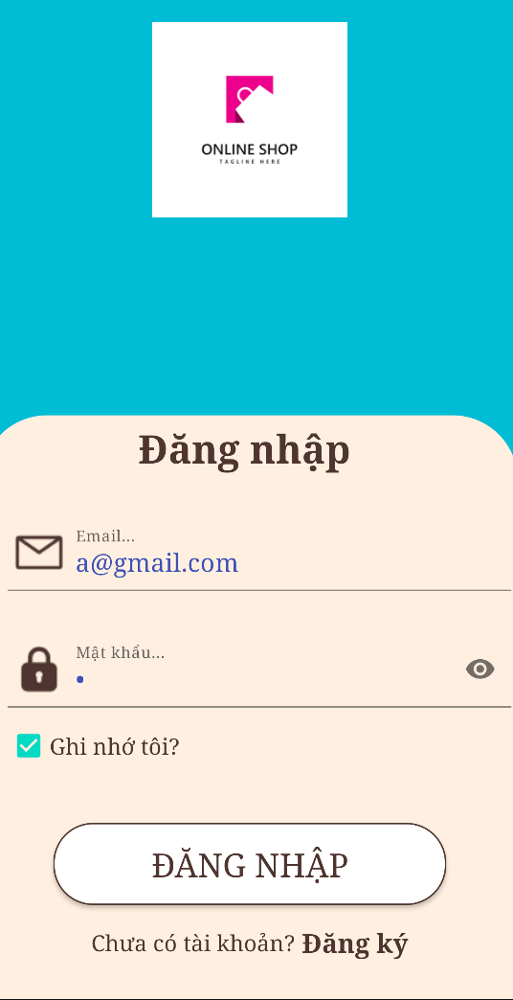 ONLINE SHOP
TAGLINE HERE
Đăng nhập
Email...
a@gmail.com
Mật khẩu...
Ghi nhớ tôi?
ĐĂNG NHẬP
Chưa có tài khoản? Đăng ký